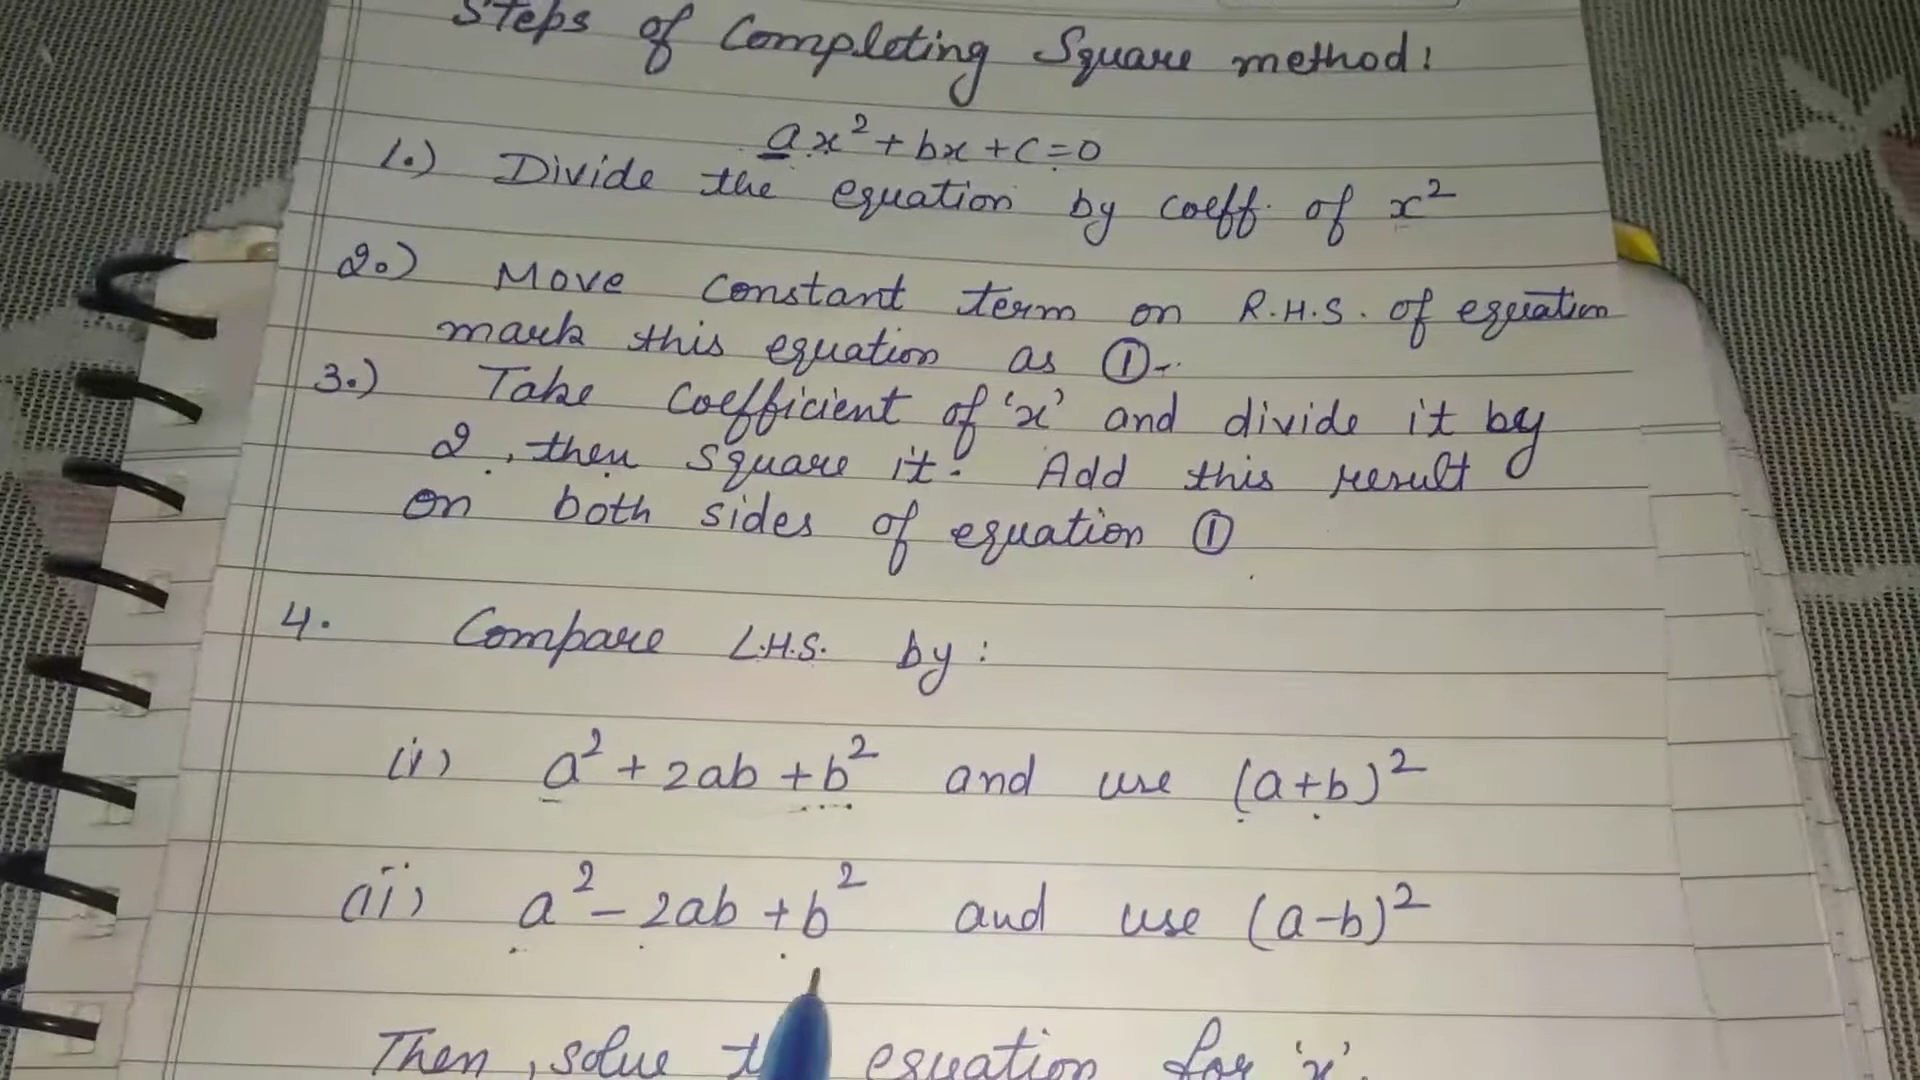 Steps of Completing Square method:
ax² + bx + c = 0
1.) Divide the equation by coeff. of x²
2.) Move constant term on R.H.S. of equation
mark this equation as ①
3.) Take coefficient of 'x' and divide it by
2, then square it. Add this result
on both sides of equation ①
4. Compare L.H.S. by:
(i) a² + 2ab + b² and use (a+b)²
(ii) a² - 2ab + b² and use (a-b)²
Then, solve equation for 'x'.